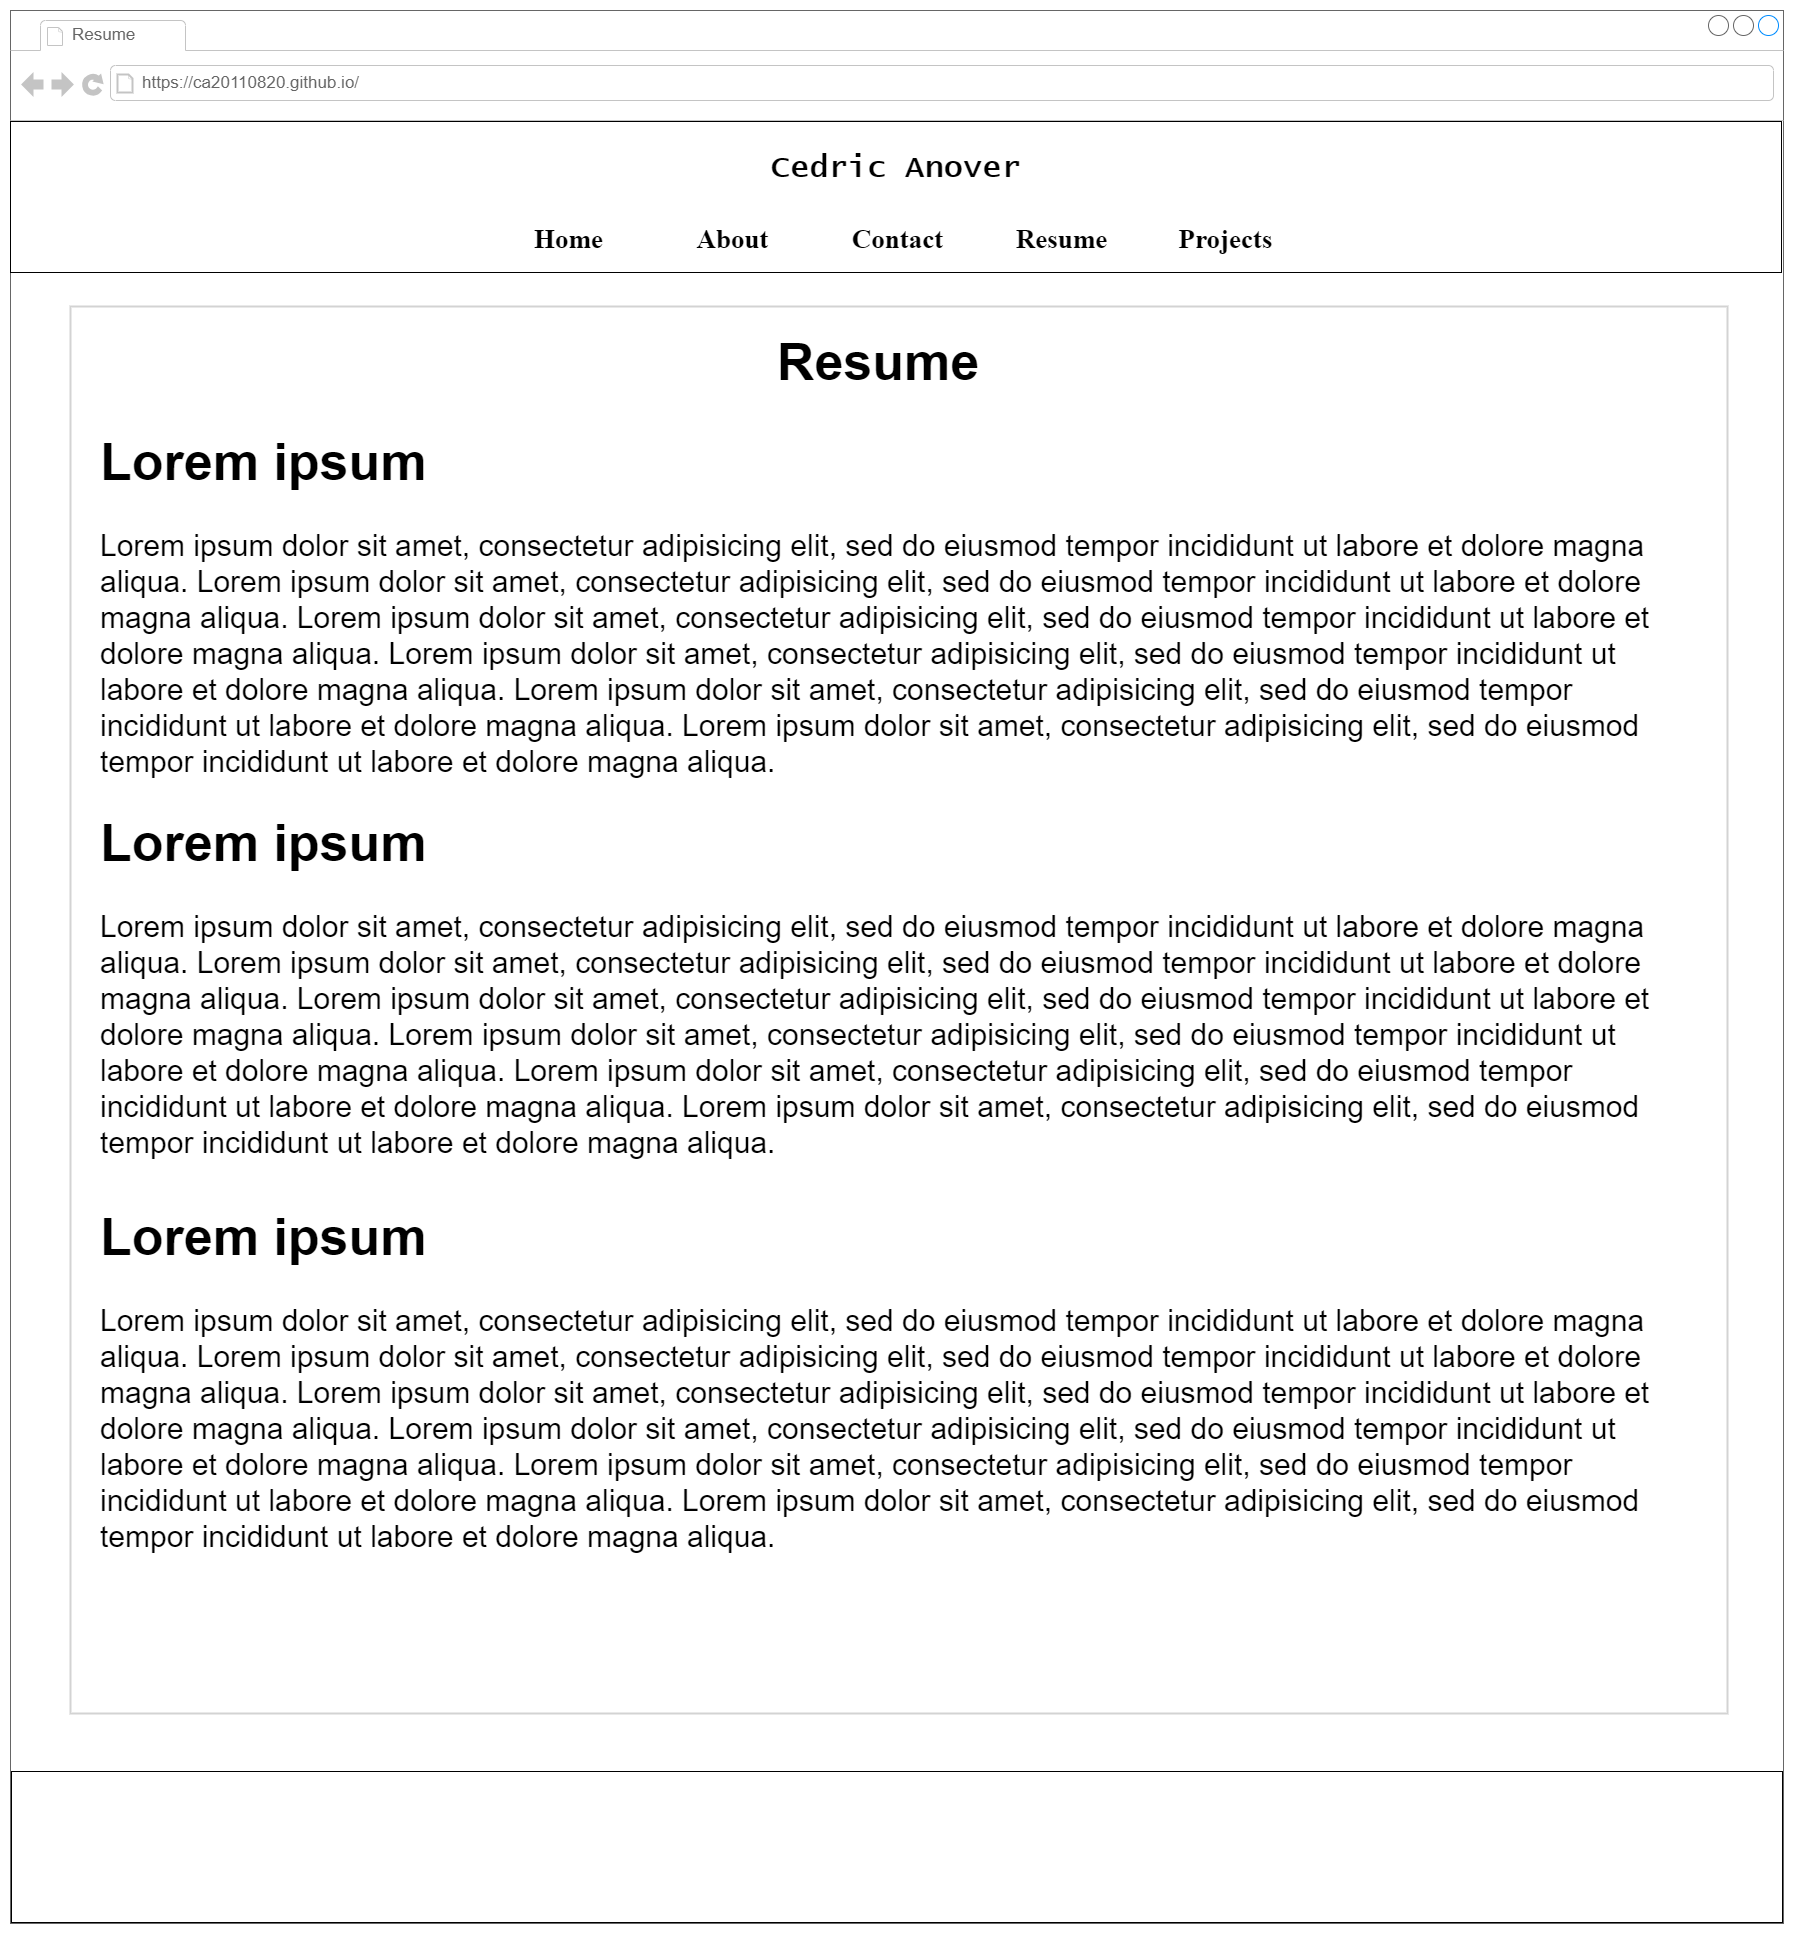 Resume
https://ca20110820.github.io/
Cedric Anover
Home About Contact Resume Projects
Resume
Lorem ipsum
Lorem ipsum dolor sit amet, consectetur adipisicing elit, sed do eiusmod tempor incididunt ut labore et dolore magna
aliqua. Lorem ipsum dolor sit amet, consectetur adipisicing elit, sed do eiusmod tempor incididunt ut labore et dolore
magna aliqua. Lorem ipsum dolor sit amet, consectetur adipisicing elit, sed do eiusmod tempor incididunt ut labore et
dolore magna aliqua. Lorem ipsum dolor sit amet, consectetur adipisicing elit, sed do eiusmod tempor incididunt ut
labore et dolore magna aliqua. Lorem ipsum dolor sit amet, consectetur adipisicing elit, sed do eiusmod tempor
incididunt ut labore et dolore magna aliqua. Lorem ipsum dolor sit amet, consectetur adipisicing elit, sed do eiusmod
tempor incididunt ut labore et dolore magna aliqua.
Lorem ipsum
Lorem ipsum dolor sit amet, consectetur adipisicing elit, sed do eiusmod tempor incididunt ut labore et dolore magna
aliqua. Lorem ipsum dolor sit amet, consectetur adipisicing elit, sed do eiusmod tempor incididunt ut labore et dolore
magna aliqua. Lorem ipsum dolor sit amet, consectetur adipisicing elit, sed do eiusmod tempor incididunt ut labore et
dolore magna aliqua. Lorem ipsum dolor sit amet, consectetur adipisicing elit, sed do eiusmod tempor incididunt ut
labore et dolore magna aliqua. Lorem ipsum dolor sit amet, consectetur adipisicing elit, sed do eiusmod tempor
incididunt ut labore et dolore magna aliqua. Lorem ipsum dolor sit amet, consectetur adipisicing elit, sed do eiusmod
tempor incididunt ut labore et dolore magna aliqua.
Lorem ipsum
Lorem ipsum dolor sit amet, consectetur adipisicing elit, sed do eiusmod tempor incididunt ut labore et dolore magna
aliqua. Lorem ipsum dolor sit amet, consectetur adipisicing elit, sed do eiusmod tempor incididunt ut labore et dolore
magna aliqua. Lorem ipsum dolor sit amet, consectetur adipisicing elit, sed do eiusmod tempor incididunt ut labore et
dolore magna aliqua. Lorem ipsum dolor sit amet, consectetur adipisicing elit, sed do eiusmod tempor incididunt ut
labore et dolore magna aliqua. Lorem ipsum dolor sit amet, consectetur adipisicing elit, sed do eiusmod tempor
incididunt ut labore et dolore magna aliqua. Lorem ipsum dolor sit amet, consectetur adipisicing elit, sed do eiusmod
tempor incididunt ut labore et dolore magna aliqua.